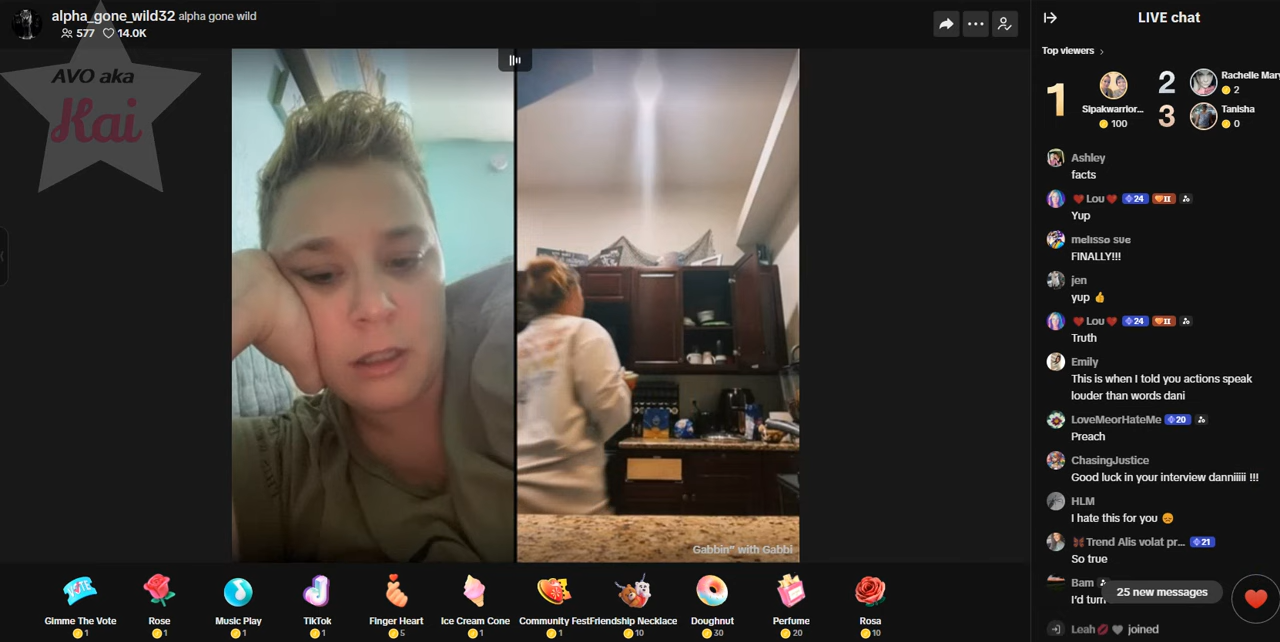 alpha_gone_wild32 alpha gone wild
577 14.0K
AVO aka
Kai
Gabbin" with Gabbi
Gimme The Vote
1
Rose
1
Music Play
1
TikTok
1
Finger Heart
5
Ice Cream Cone
1
Community Fest
1
Friendship Necklace
10
Doughnut
30
Perfume
20
Rosa
10
LIVE chat
Top viewers
1
Sipakwarrior...
100
2
Rachelle Mar
2
3
Tanisha
0
Ashley
facts
Lou 24 II
Yup
melisso sue
FINALLY!!!
jen
yup 👍
Lou 24 II
Truth
Emily
This is when I told you actions speak
louder than words dani
LoveMeorHateMe 20
Preach
ChasingJustice
Good luck in your interview danniiiii !!!
HLM
I hate this for you 😞
Trend Alis volat pr... 21
So true
Bam
I'd turn
25 new messages
Leah joined